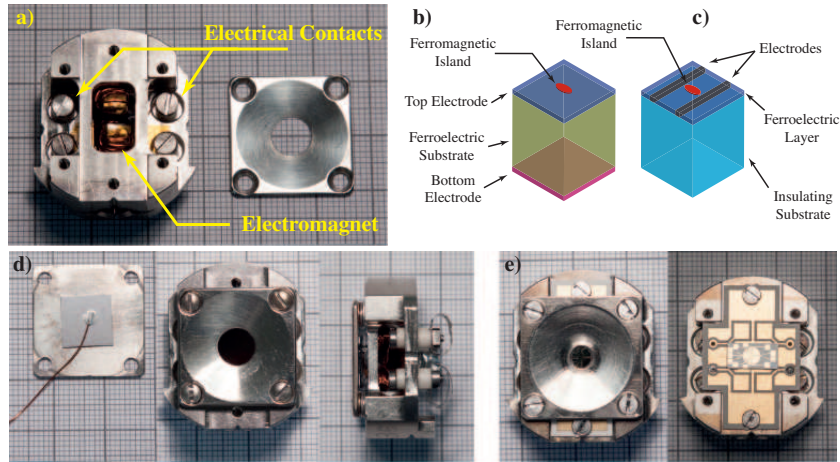 a)
Electrical Contacts
Electromagnet
b)
Ferromagnetic
Island
Top Electrode
Ferroelectric
Substrate
Bottom
Electrode
c)
Ferromagnetic
Island
Electrodes
Ferroelectric
Layer
Insulating
Substrate
d)
e)